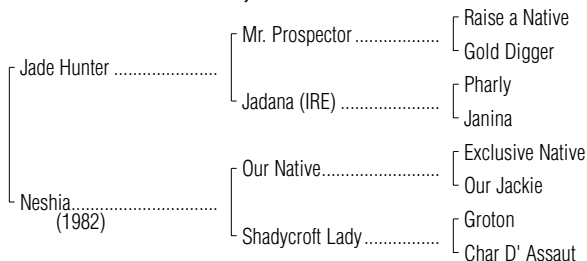 Raise a Native
Mr. Prospector ....................
Gold Digger
Jade Hunter ........................
Pharly
Jadana (IRE) .......................
Janina
Exclusive Native
Our Native...........................
Our Jackie
Neshia.................................
(1982)
Groton
Shadycroft Lady.................
Char D' Assaut